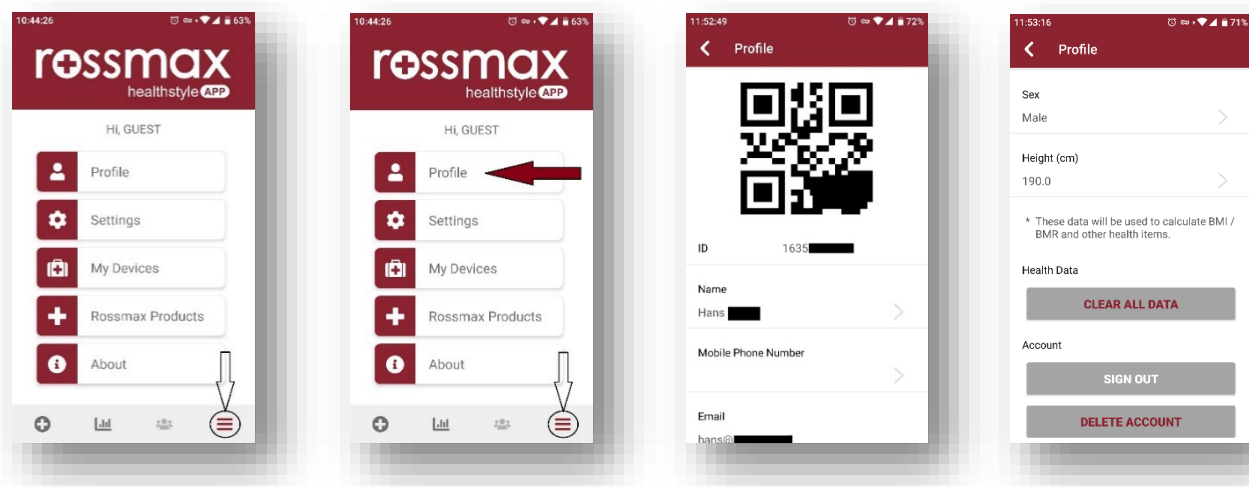 10:44:26
63%
rossmax
healthstyle APP
Hi, GUEST
Profile
Settings
My Devices
Rossmax Products
About
10:44:26
63%
rossmax
healthstyle APP
Hi, GUEST
Profile
Settings
My Devices
Rossmax Products
About
11:52:49
72%
Profile
ID 1635
Name
Hans
Mobile Phone Number
Email
hans@
11:53:16
71%
Profile
Sex
Male
Height (cm)
190.0
* These data will be used to calculate BMI /
BMR and other health items.
Health Data
CLEAR ALL DATA
Account
SIGN OUT
DELETE ACCOUNT